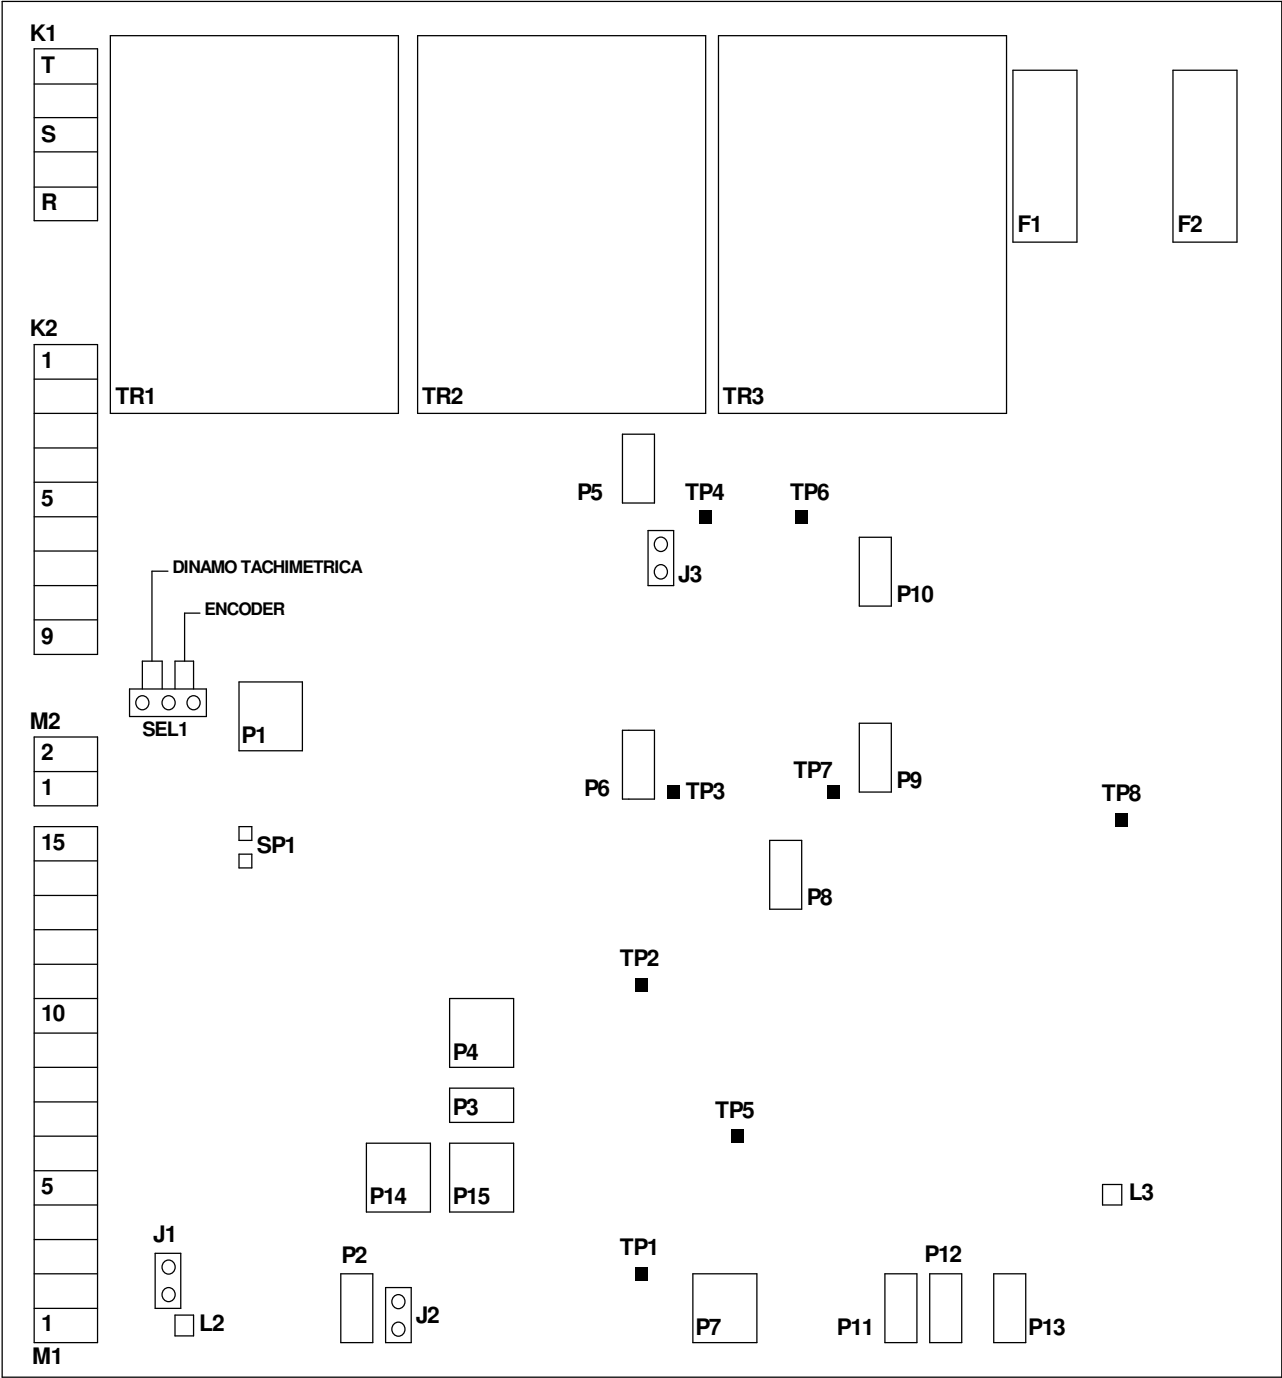 K1
T
S
R
F1
F2
K2
1
TR1
TR2
TR3
5
P5
TP4
TP6
DINAMO TACHIMETRICA
J3
P10
ENCODER
9
M2
SEL1
P1
2
1
P6
TP3
TP7
P9
TP8
15
SP1
P8
TP2
10
P4
P3
TP5
5
P14
P15
L3
J1
P2
TP1
P12
1
L2
J2
P7
P11
P13
M1